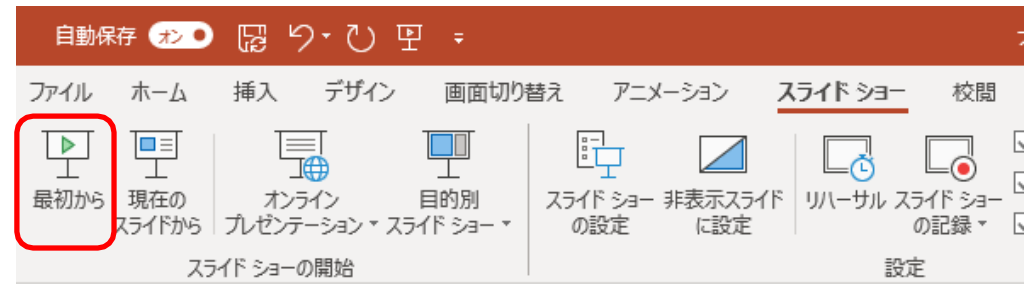 自動保存 オン
ファイル ホーム 挿入 デザイン 画面切り替え アニメーション スライド ショー 校閲
最初から 現在の オンライン 目的別 スライド ショー 非表示スライド リハーサル スライド ショー
スライドから プレゼンテーション スライド ショー の設定 に設定 の記録
スライド ショーの開始 設定